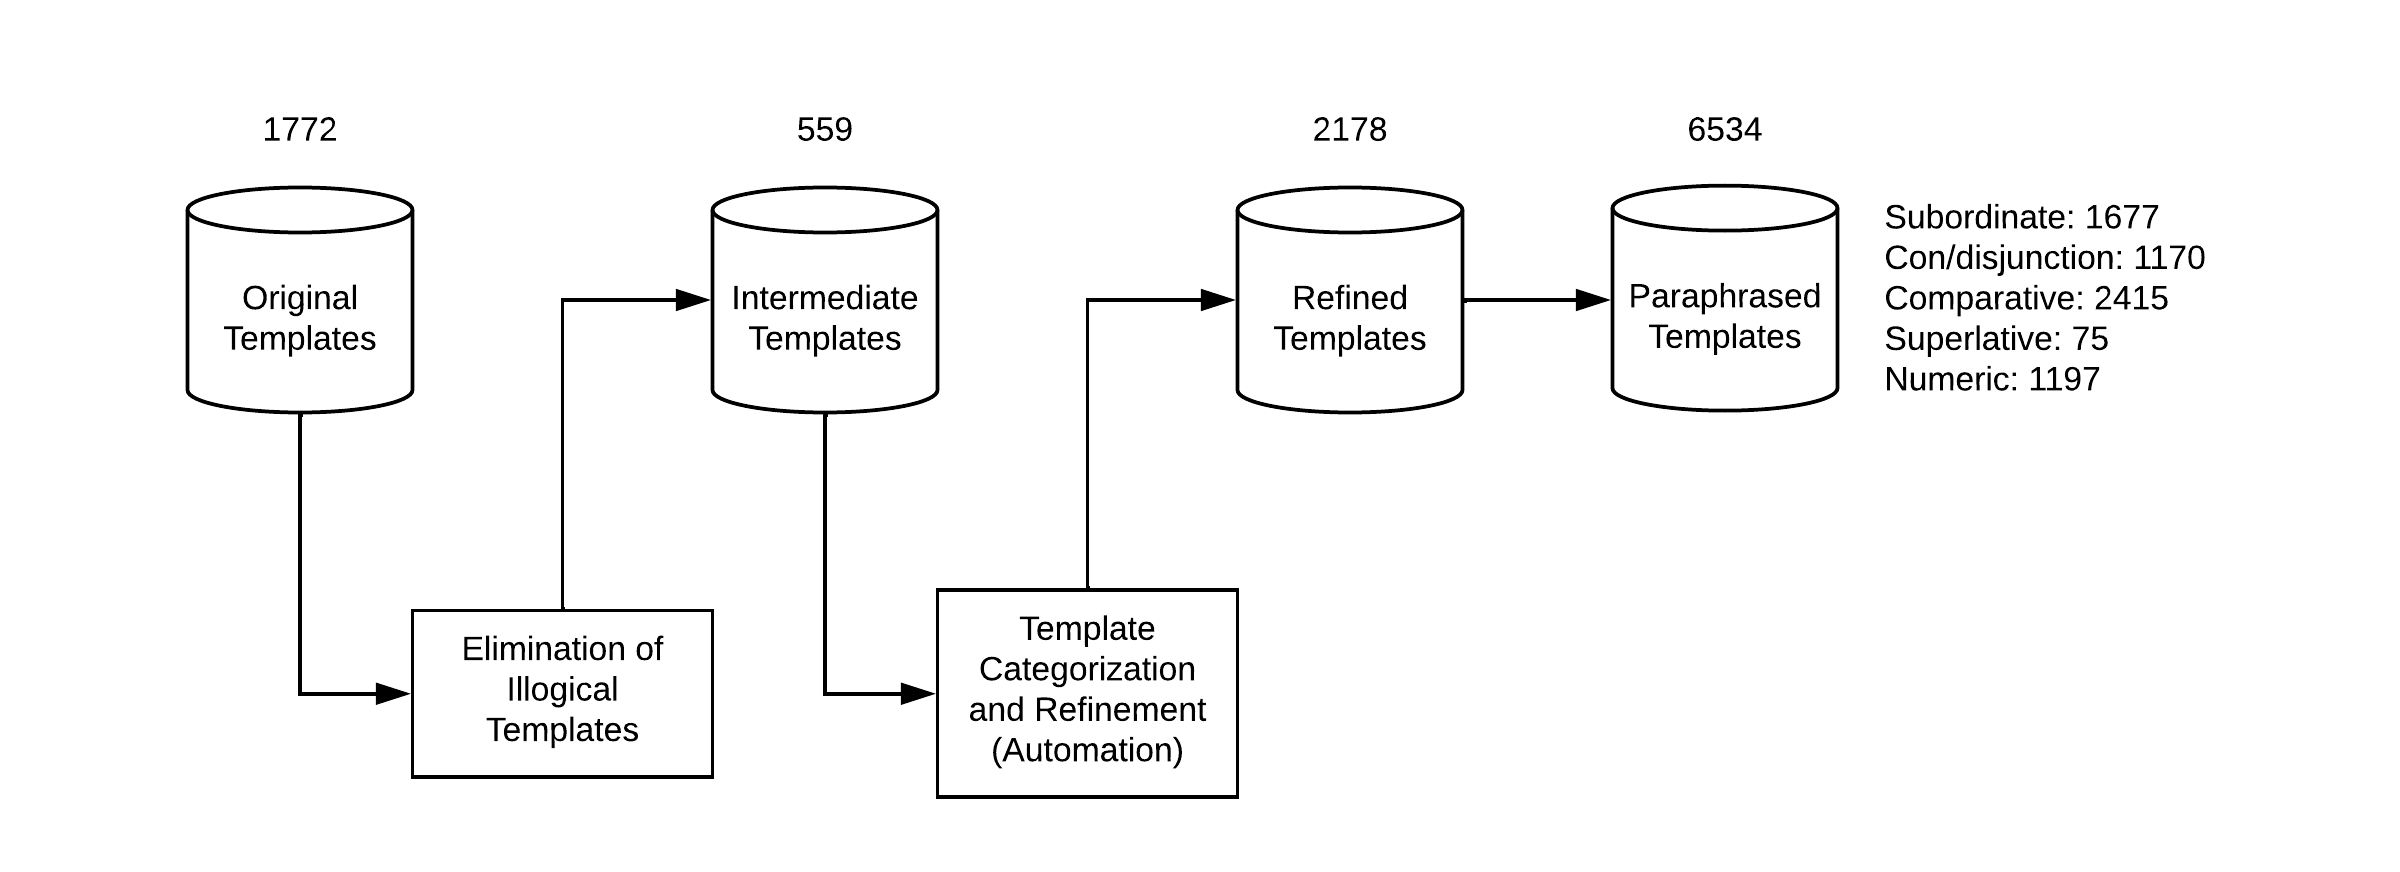 1772
559
2178
6534
Original
Templates
Intermediate
Templates
Refined
Templates
Paraphrased
Templates
Subordinate: 1677
Con/disjunction: 1170
Comparative: 2415
Superlative: 75
Numeric: 1197
Elimination of
Illogical
Templates
Template
Categorization
and Refinement
(Automation)